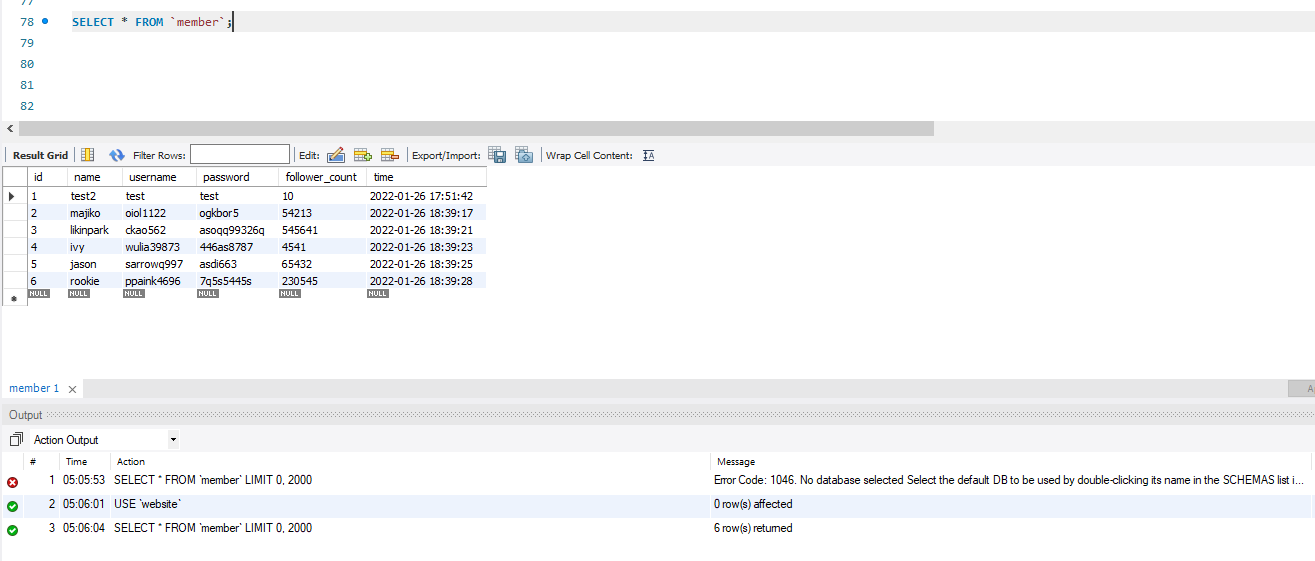 77
78 SELECT * FROM `member`;
79
80
81
82
Result Grid Filter Rows: Edit: Export/Import: Wrap Cell Content: IA
id name username password follower_count time
1 test2 test test 10 2022-01-26 17:51:42
2 majiko oiol1122 ogkbor5 54213 2022-01-26 18:39:17
3 likinpark ckao562 asoqq99326q 545641 2022-01-26 18:39:21
4 ivy wulia39873 446as8787 4541 2022-01-26 18:39:23
5 jason sarrowq997 asdi663 65432 2022-01-26 18:39:25
6 rookie ppaink4696 7q5s5445s 230545 2022-01-26 18:39:28
NULL NULL NULL NULL NULL NULL
member 1
A
Output
Action Output
# Time Action Message
1 05:05:53 SELECT * FROM `member` LIMIT 0, 2000 Error Code: 1046. No database selected Select the default DB to be used by double-clicking its name in the SCHEMAS list i...
2 05:06:01 USE `website` 0 row(s) affected
3 05:06:04 SELECT * FROM `member` LIMIT 0, 2000 6 row(s) returned